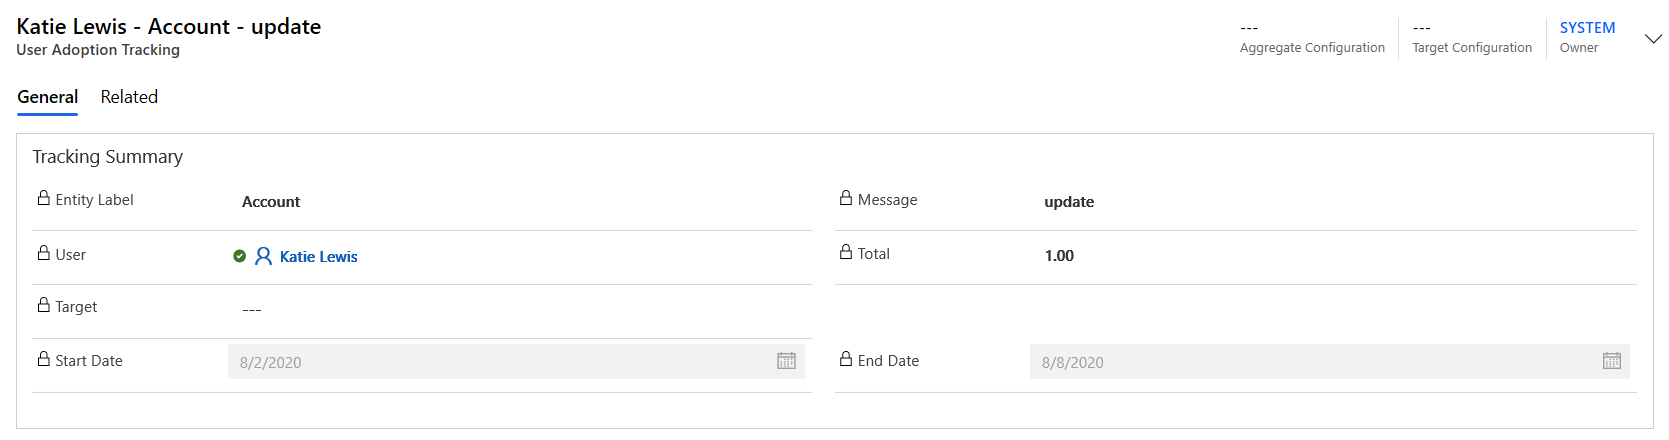 Katie Lewis - Account - update
User Adoption Tracking
---
Aggregate Configuration
---
Target Configuration
SYSTEM
Owner
General Related
Tracking Summary
Entity Label Account
Message update
User Katie Lewis
Total 1.00
Target ---
Start Date 8/2/2020
End Date 8/8/2020